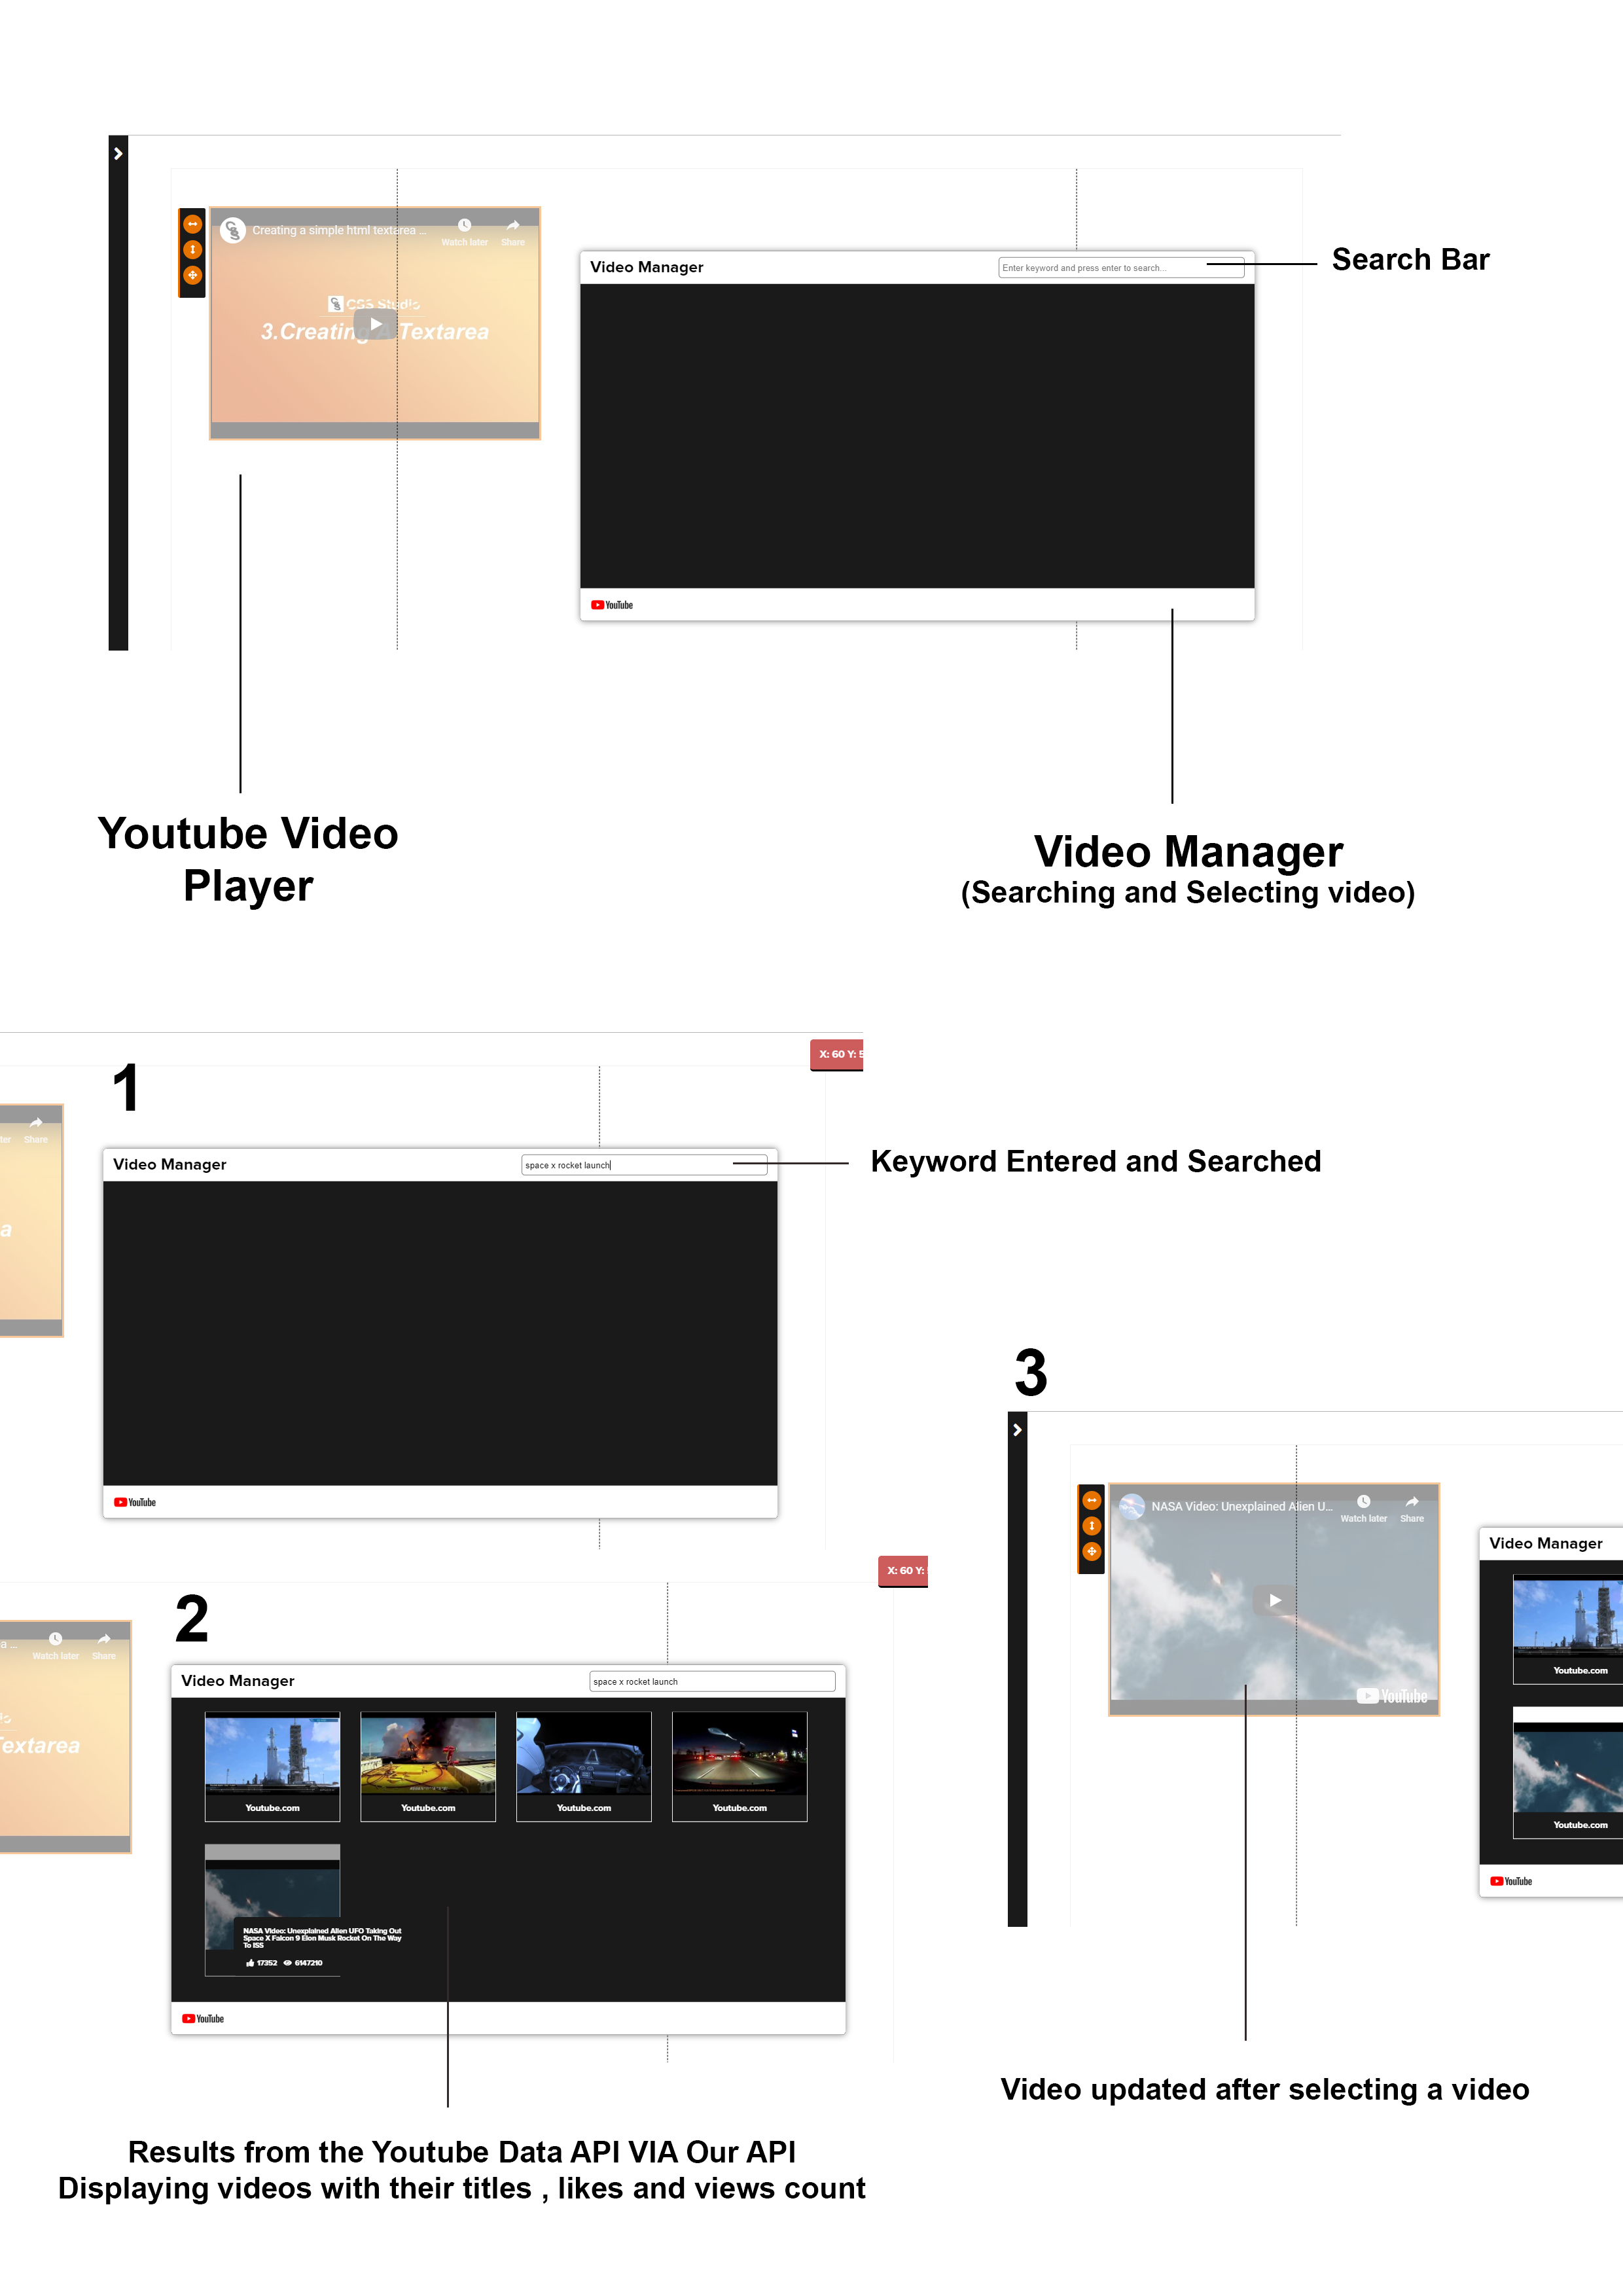 Creating a simple html textarea ...
Watch later
Share
CSS Studio
3.Creating A Textarea
Video Manager
Enter keyword and press enter to search...
Search Bar
YouTube
Youtube Video
Player
Video Manager
(Searching and Selecting video)
X: 60 Y: 5
1
ter
Share
Video Manager
space x rocket launch
Keyword Entered and Searched
a
YouTube
3
NASA Video: Unexplained Alien U...
Watch later
Share
Video Manager
YouTube
Youtube.com
Youtube.com
YouTube
Video updated after selecting a video
X: 60 Y:
2
a ...
Watch later
Share
Video Manager
space x rocket launch
Textarea
Youtube.com
Youtube.com
Youtube.com
Youtube.com
NASA Video: Unexplained Alien UFO Taking Out
Space X Falcon 9 Elon Musk Rocket On The Way
To ISS
17352
6147210
YouTube
Results from the Youtube Data API VIA Our API
Displaying videos with their titles , likes and views count